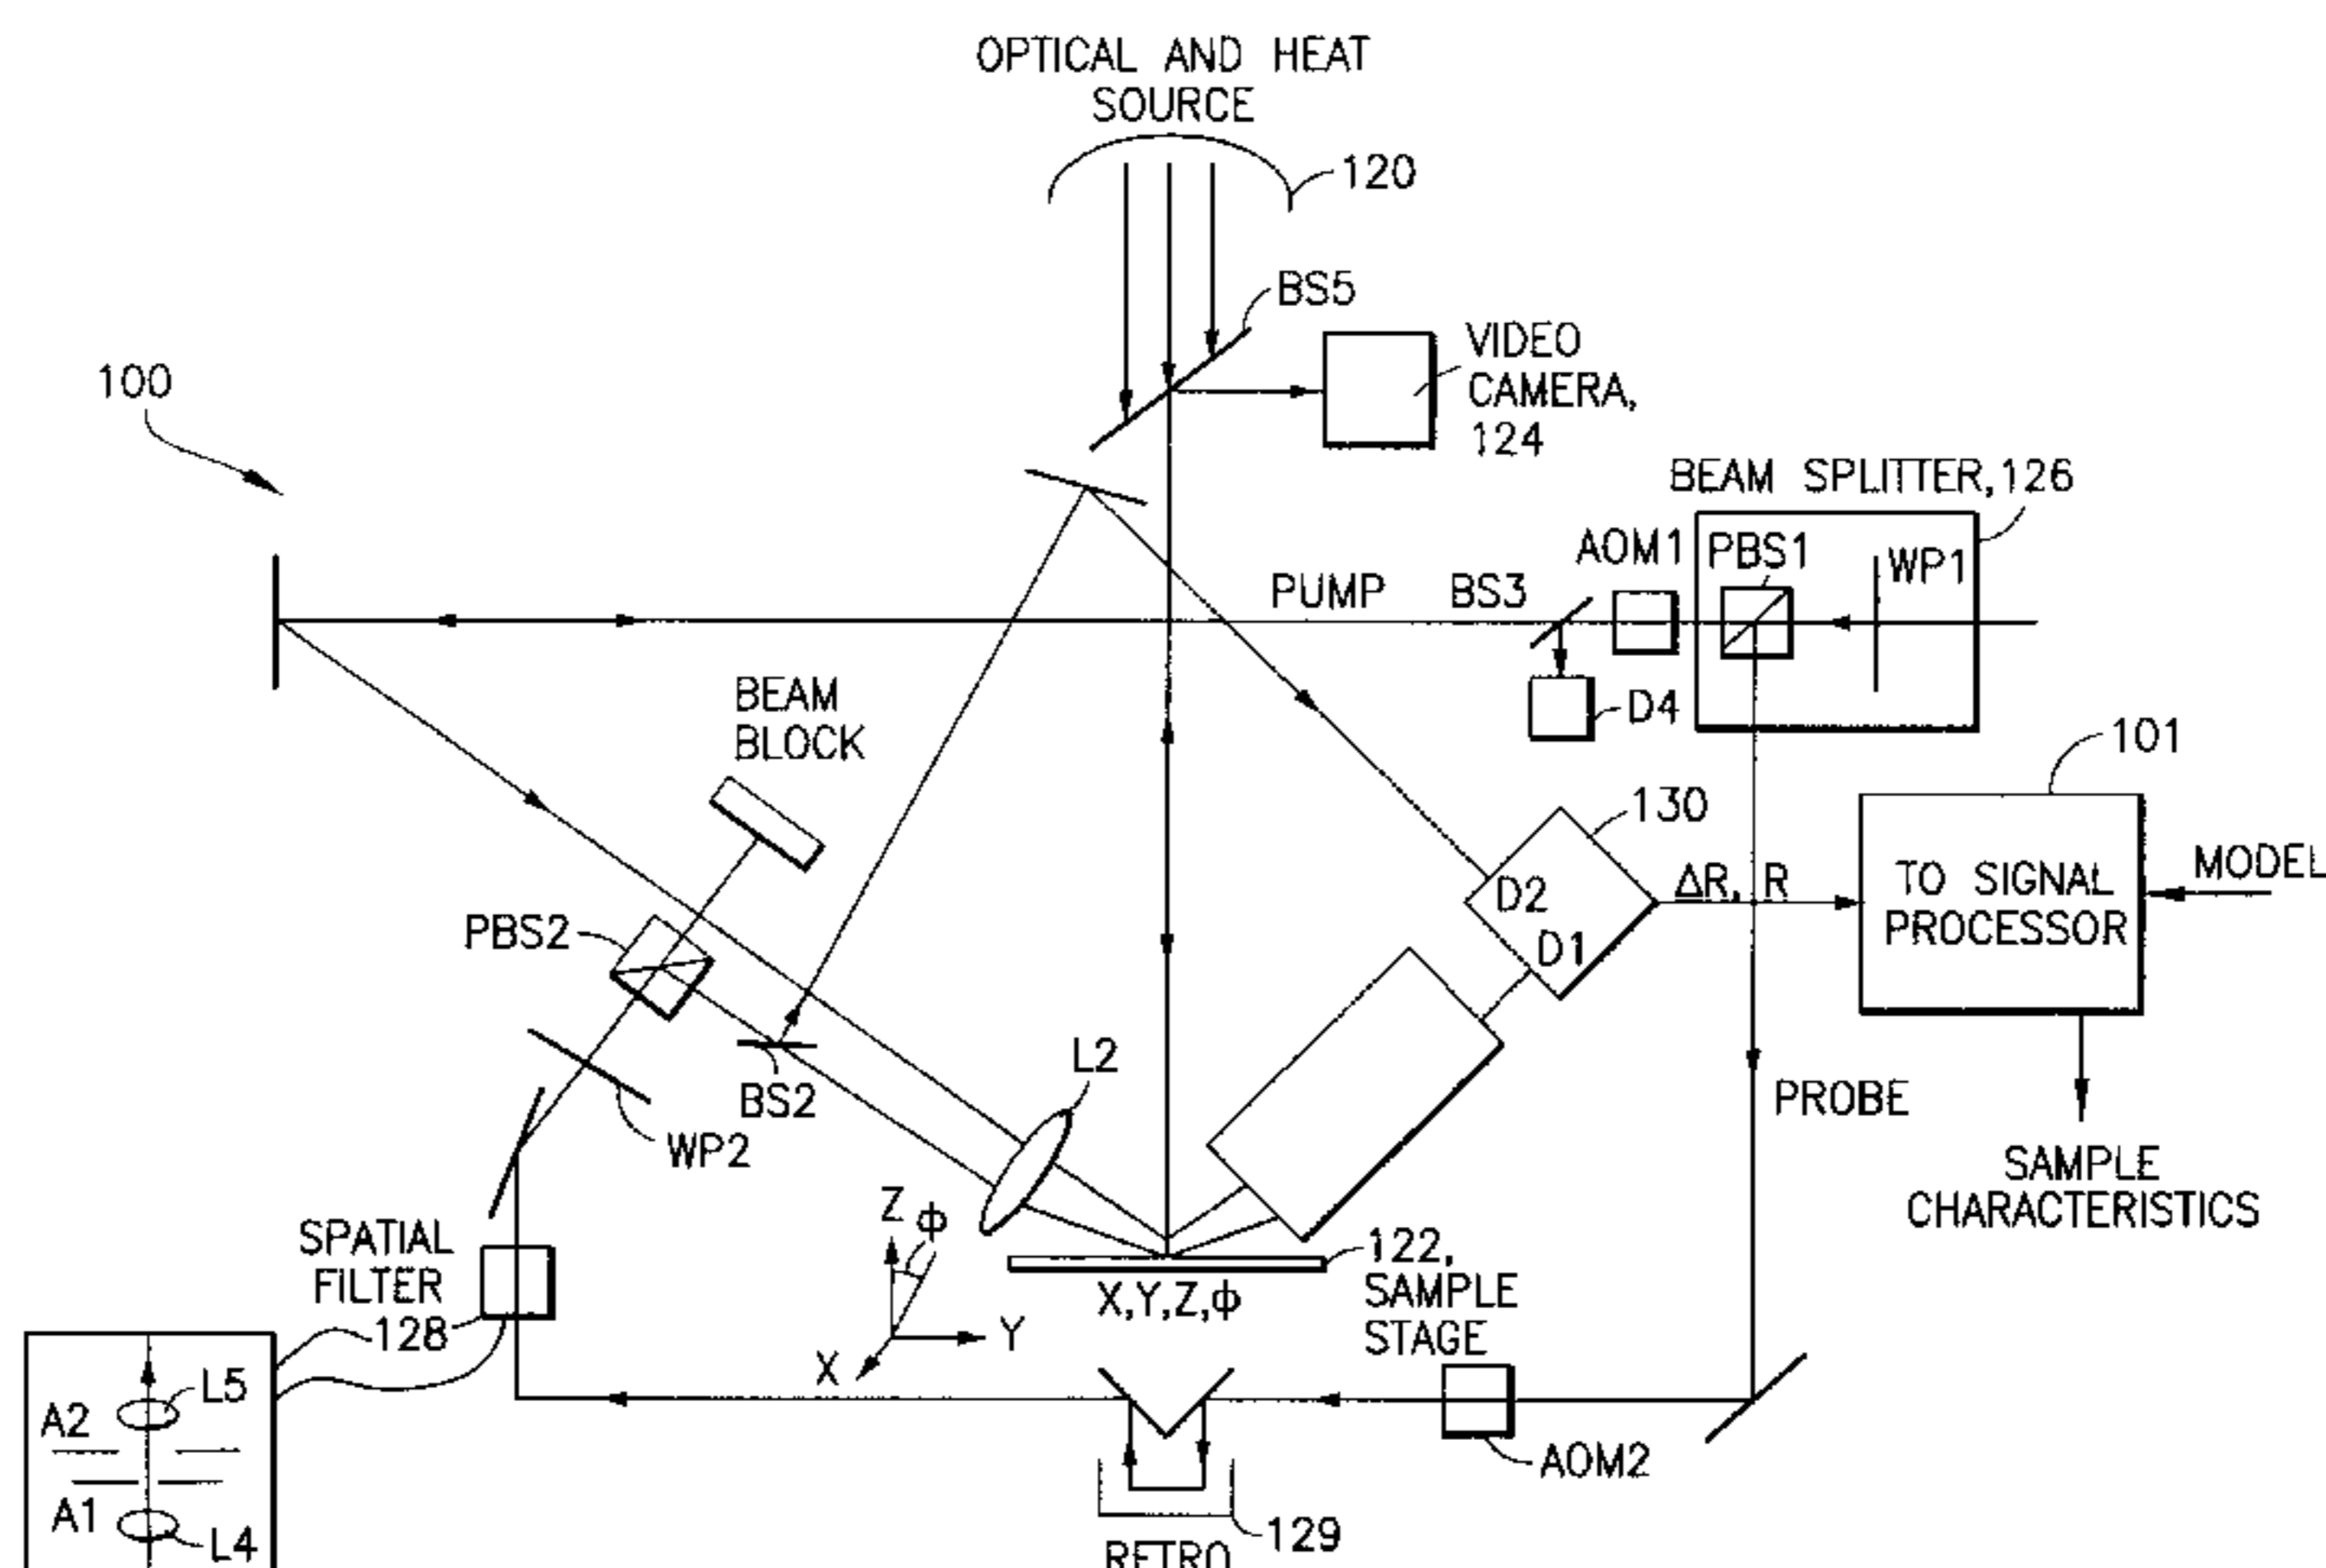 OPTICAL AND HEAT
SOURCE
120
BS5
VIDEO
CAMERA,
124
100
BEAM SPLITTER,126
AOM1
PBS1
WP1
PUMP
BS3
D4
BEAM
BLOCK
101
130
MODEL
ΔR, R
TO SIGNAL
PROCESSOR
D2
D1
PBS2
BS2
L2
WP2
PROBE
SAMPLE
CHARACTERISTICS
Z
Φ
Y
X
122,
SAMPLE
STAGE
X,Y,Z,Φ
SPATIAL
FILTER
128
L5
A2
A1
L4
AOM2
129
RETRO